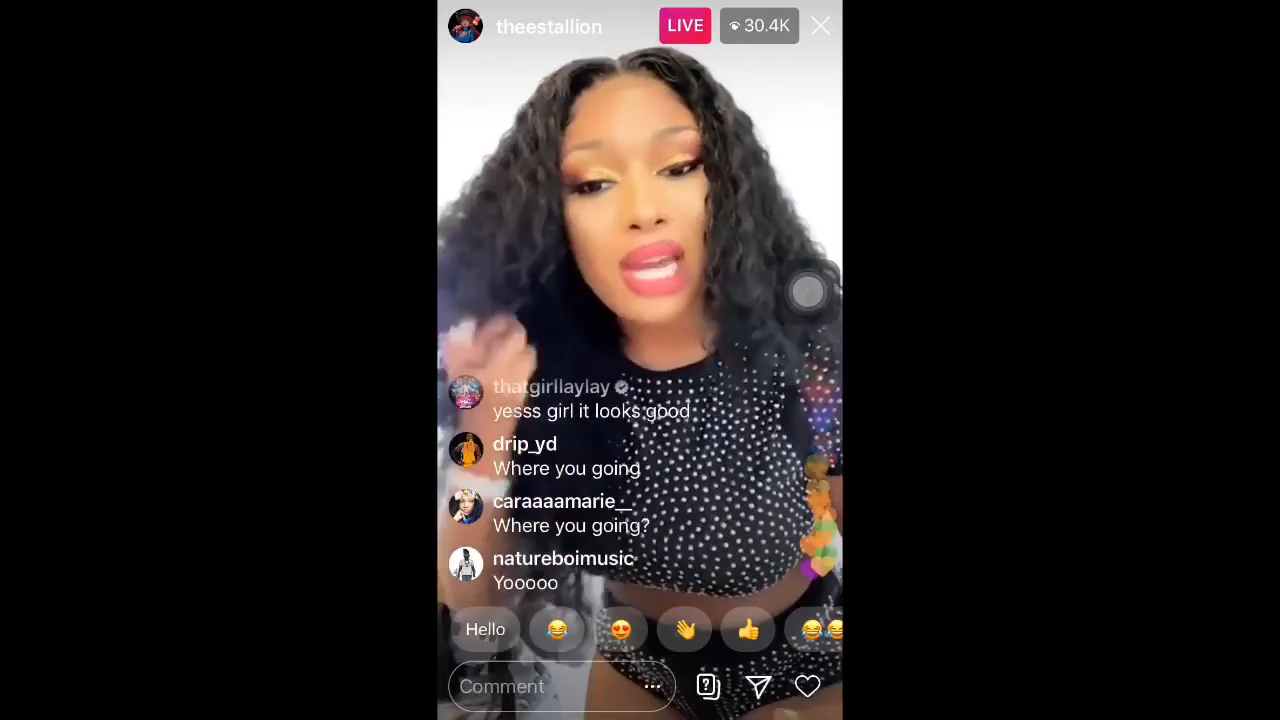 theestallion
LIVE
30.4K
thatgirllaylay
yesss girl it looks good
drip_yd
Where you going
caraaaamarie__
Where you going?
natureboimusic
Yooooo
Hello
Comment